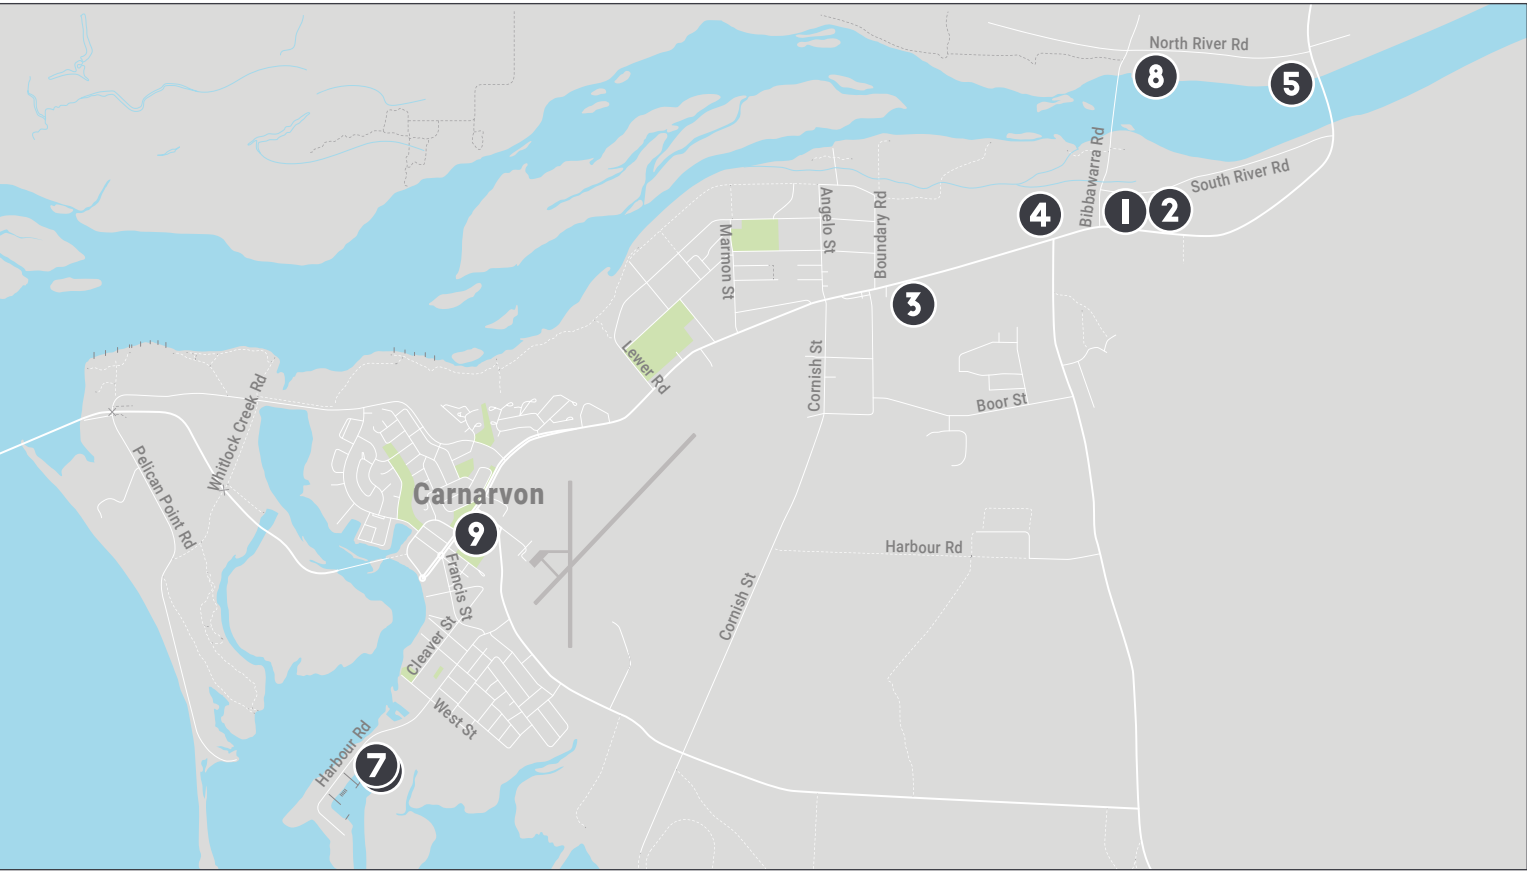 North River Rd
8
5
Bibbawarra Rd
South River Rd
4
1
2
Angelo St
Boundary Rd
Marmon St
3
Lewer Rd
Cornish St
Whitlock Creek Rd
Boor St
Pelican Point Rd
Carnarvon
9
Harbour Rd
Francis St
Cornish St
Cleaver St
West St
Harbour Rd
7